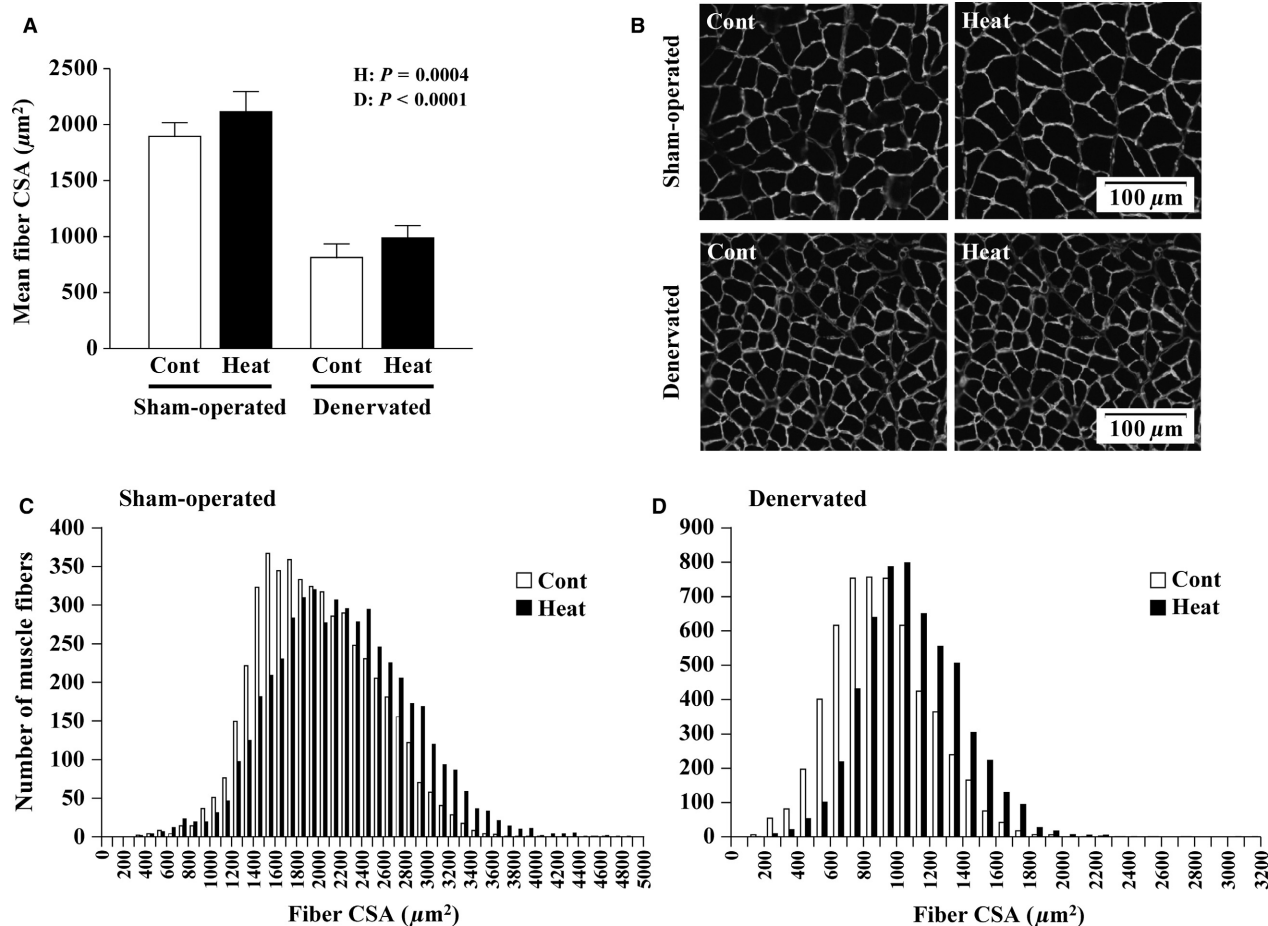 A
2500
2000
1500
1000
500
0
Mean fiber CSA (µm²)
H: P = 0.0004
D: P < 0.0001
Cont Heat Cont Heat
Sham-operated Denervated
B
Sham-operated
Cont
Heat
100 µm
Denervated
Cont
Heat
100 µm
C
Sham-operated
400
350
300
250
200
150
100
50
0
Number of muscle fibers
Cont
Heat
0 200 400 600 800 1000 1200 1400 1600 1800 2000 2200 2400 2600 2800 3000 3200 3400 3600 3800 4000 4200 4400 4600 4800 5000
Fiber CSA (µm²)
D
Denervated
900
800
700
600
500
400
300
200
100
0
Cont
Heat
0 200 400 600 800 1000 1200 1400 1600 1800 2000 2200 2400 2600 2800 3000 3200
Fiber CSA (µm²)